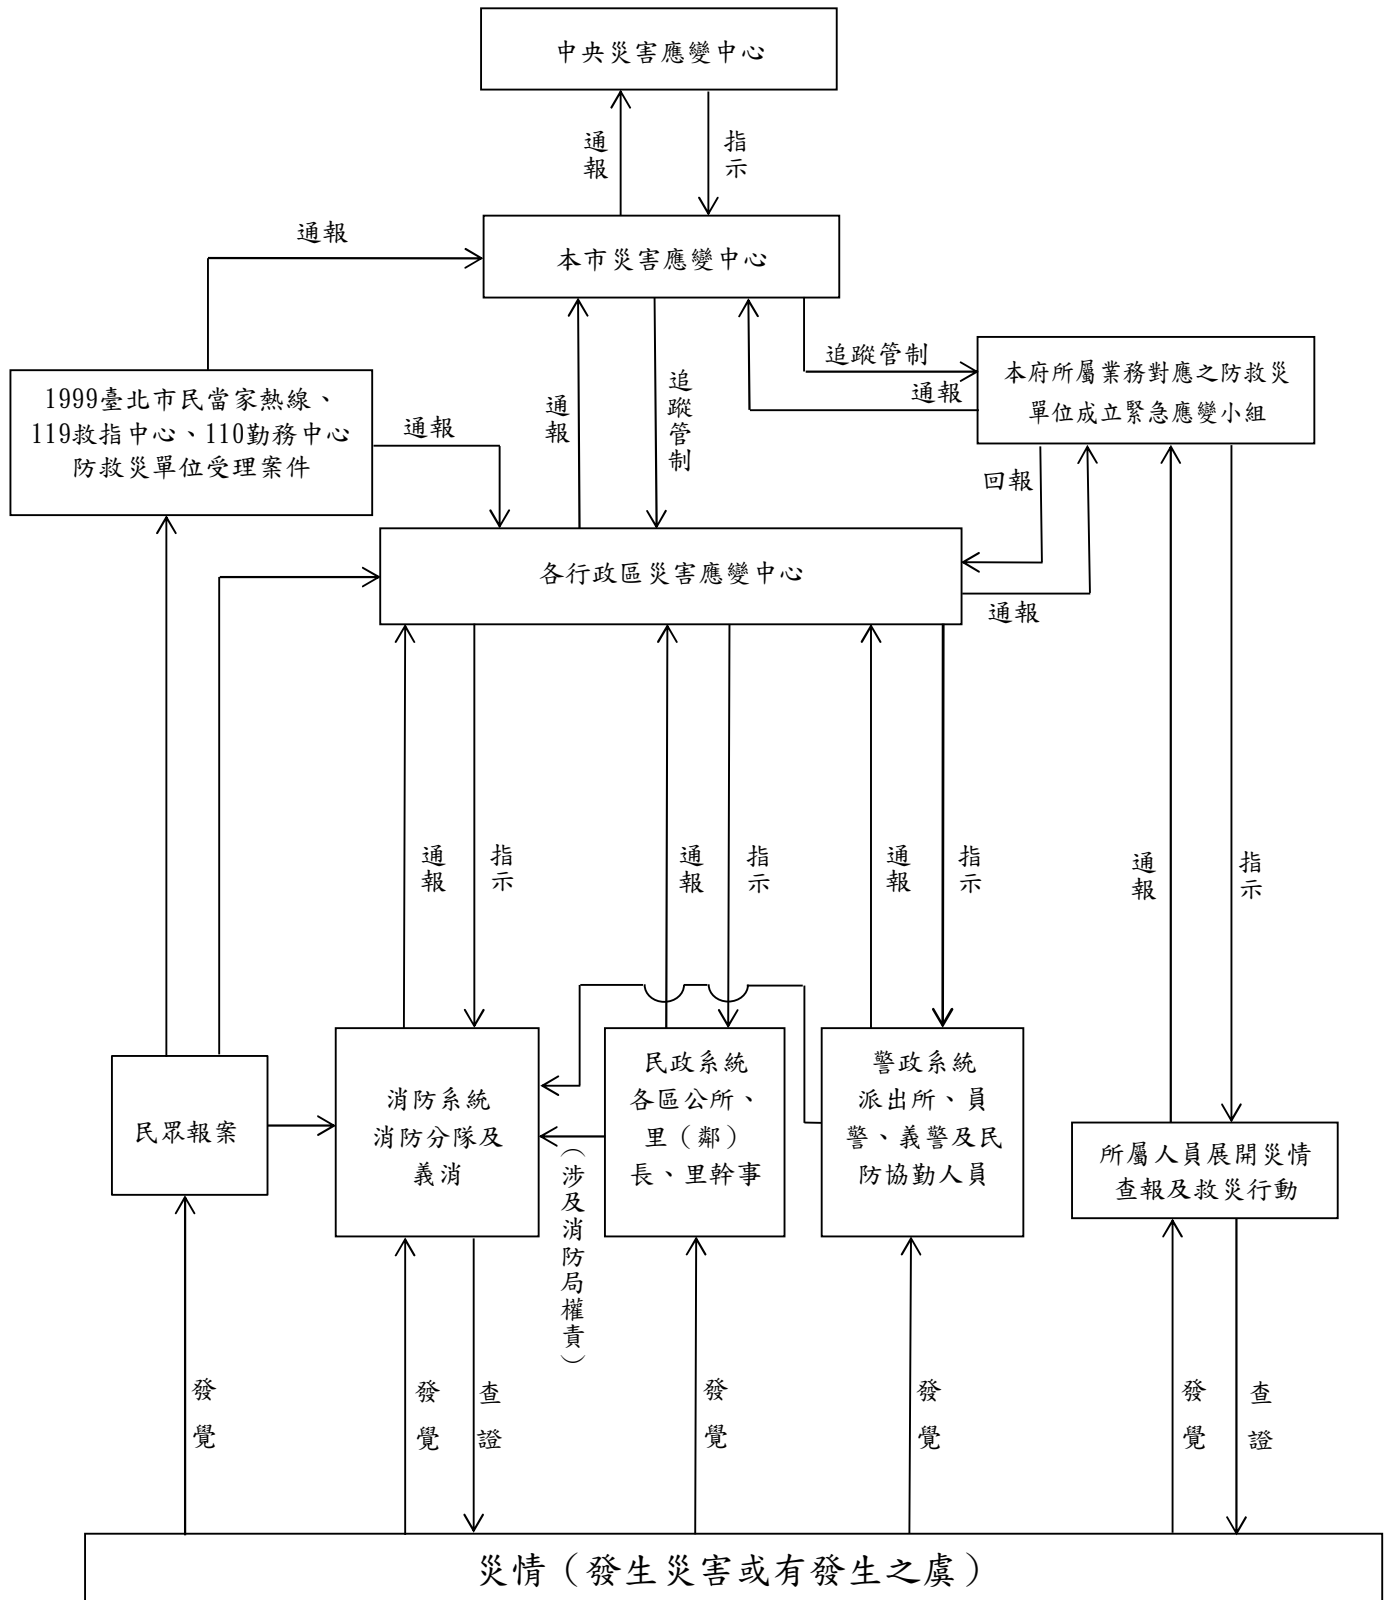 中央災害應變中心
通報
指示
通報
本市災害應變中心
追蹤管制
通報
本府所屬業務對應之防救災
單位成立緊急應變小組
1999臺北市民當家熱線、
119救指中心、110勤務中心
防救災單位受理案件
通報
通報
追蹤管制
回報
各行政區災害應變中心
通報
通報
指示
通報
指示
通報
指示
通報
指示
民眾報案
消防系統
消防分隊及
義消
民政系統
各區公所、
里（鄰）
長、里幹事
警政系統
派出所、員
警、義警及民
防協勤人員
所屬人員展開災情
查報及救災行動
（涉及消防局權責）
發覺
發覺
查證
發覺
發覺
發覺
查證
災情（發生災害或有發生之虞）